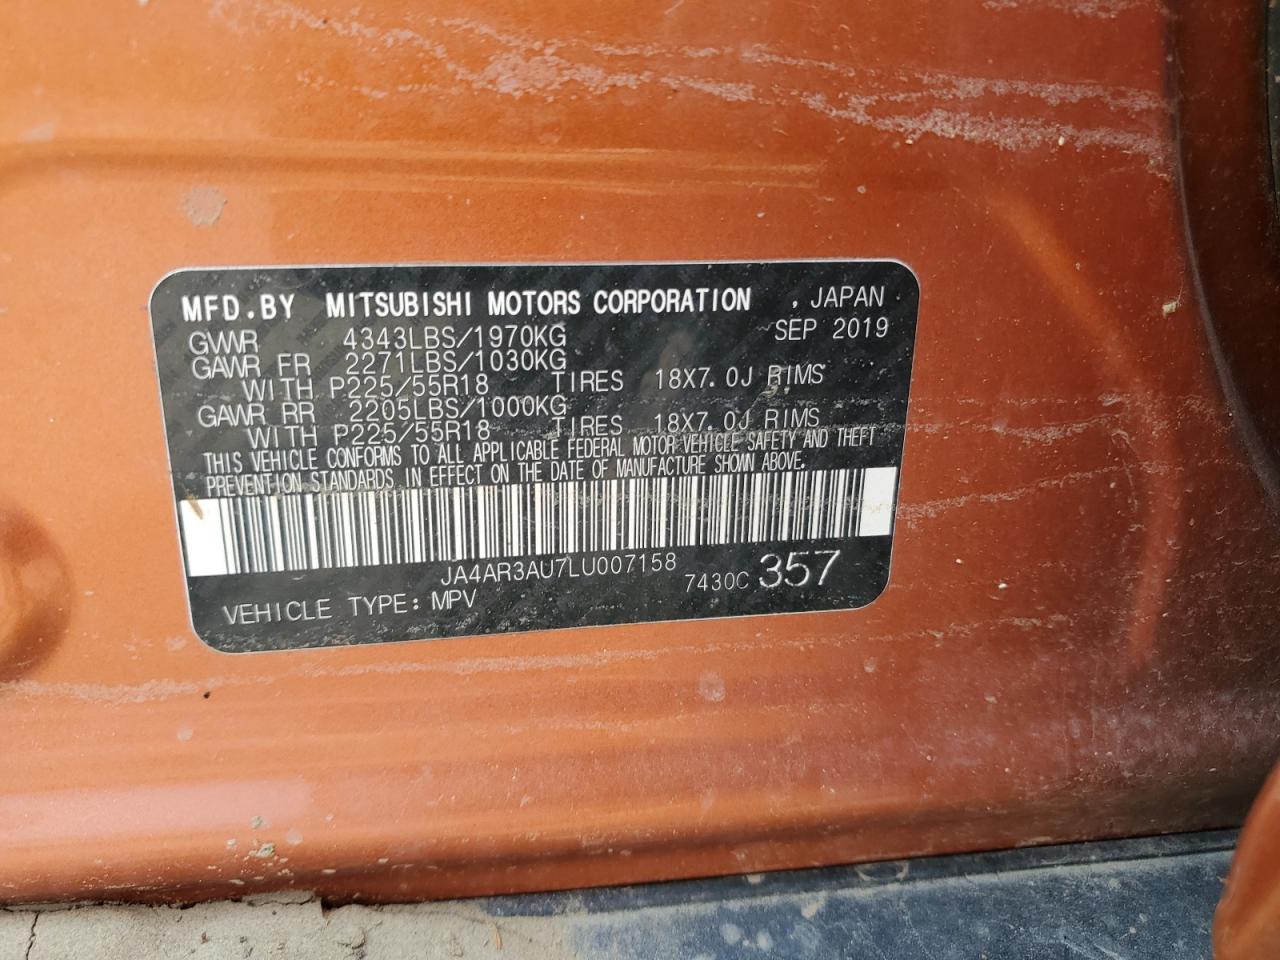 MFD.BY MITSUBISHI MOTORS CORPORATION , JAPAN
GVWR 4343LBS/1970KG SEP 2019
GAWR FR 2271LBS/1030KG
WITH P225/55R18 TIRES 18X7.0J RIMS
GAWR RR 2205LBS/1000KG
WITH P225/55R18 TIRES 18X7.0J RIMS
THIS VEHICLE CONFORMS TO ALL APPLICABLE FEDERAL MOTOR VEHICLE SAFETY AND THEFT
PREVENTION STANDARDS IN EFFECT ON THE DATE OF MANUFACTURE SHOWN ABOVE.
JA4AR3AU7LU007158
VEHICLE TYPE: MPV 7430C 357